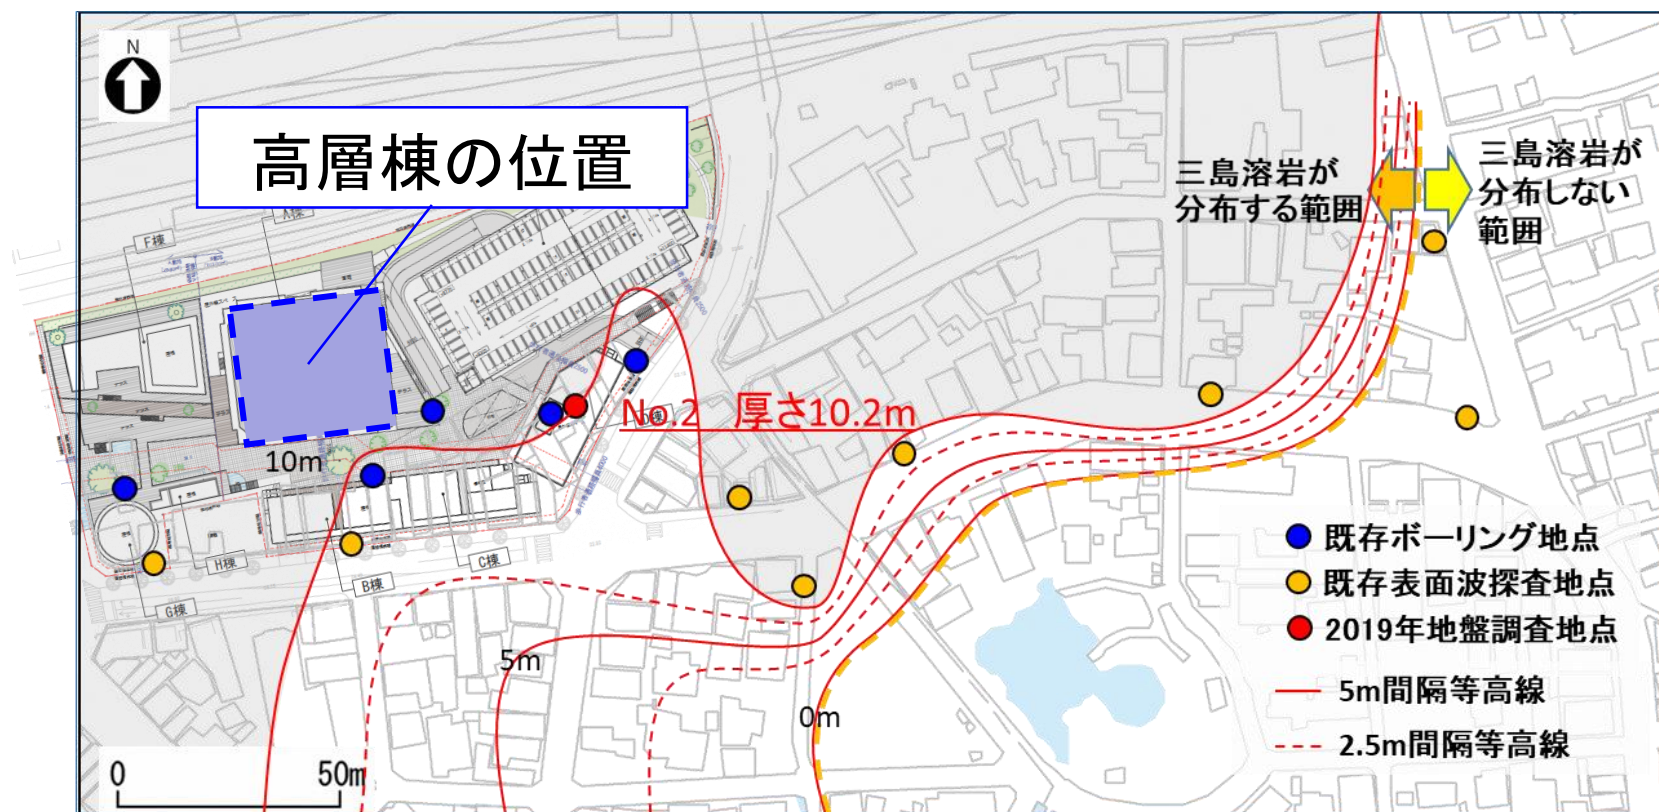 N
高層棟の位置
A棟
F棟
三島溶岩が
分布する範囲
三島溶岩が
分布しない
範囲
No.2 厚さ10.2m
D棟
10m
H棟
C棟
B棟
G棟
5m
0m
既存ボーリング地点
既存表面波探査地点
2019年地盤調査地点
5m間隔等高線
2.5m間隔等高線
0
50m